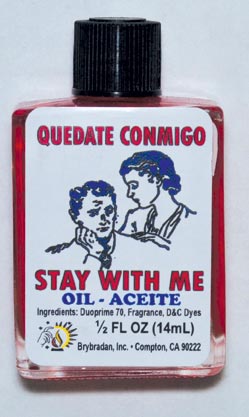 QUEDATE CONMIGO
STAY WITH ME
OIL - ACEITE
Ingredients: Duoprime 70, Fragrance, D&C Dyes
½ FL OZ (14mL)
Brybradan, Inc. • Compton, CA 90222